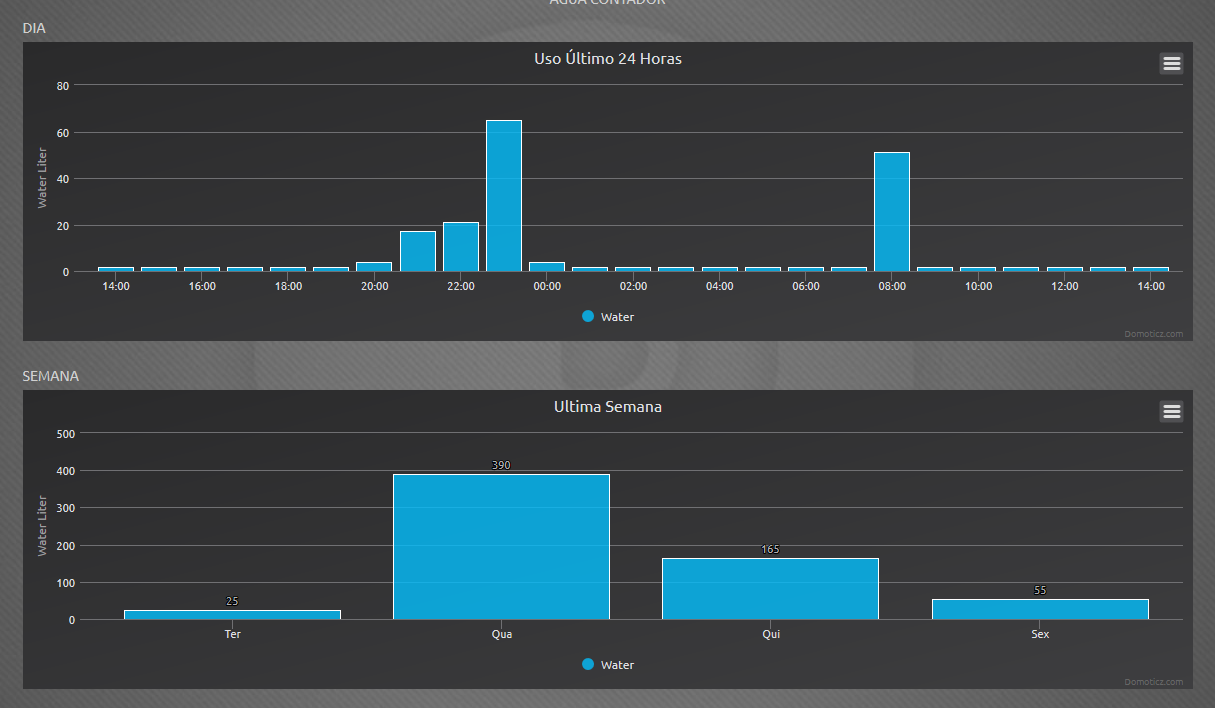 AGUA CONTADOR
DIA
Uso Último 24 Horas
Water Liter
80
60
40
20
0
14:00 16:00 18:00 20:00 22:00 00:00 02:00 04:00 06:00 08:00 10:00 12:00 14:00
Water
Domoticz.com
SEMANA
Ultima Semana
Water Liter
500
400
300
200
100
0
25 390 165 55
Ter Qua Qui Sex
Water
Domoticz.com